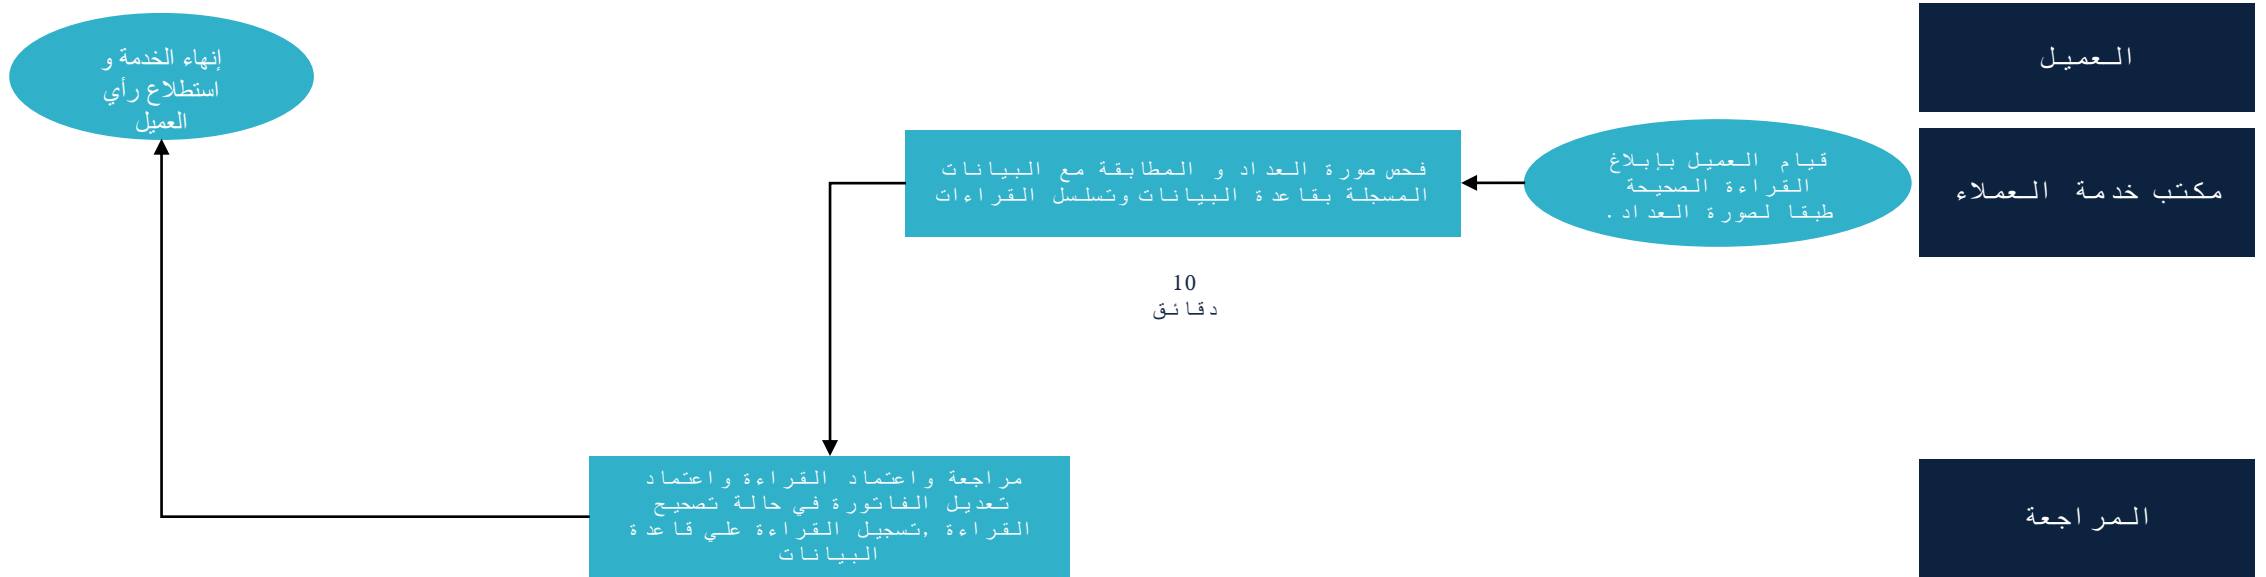 العميل
مكتب خدمة العملاء
المراجعة
قيام العميل بإبلاغ
القراءة الصحيحة
طبقا لصورة العداد.
فحص صورة العداد و المطابقة مع البيانات
المسجلة بقاعدة البيانات وتسلسل القراءات
10
دقائق
مراجعة واعتماد القراءة واعتماد
تعديل الفاتورة في حالة تصحيح
القراءة ,تسجيل القراءة علي قاعدة
البيانات
إنهاء الخدمة و
استطلاع رأي
العميل